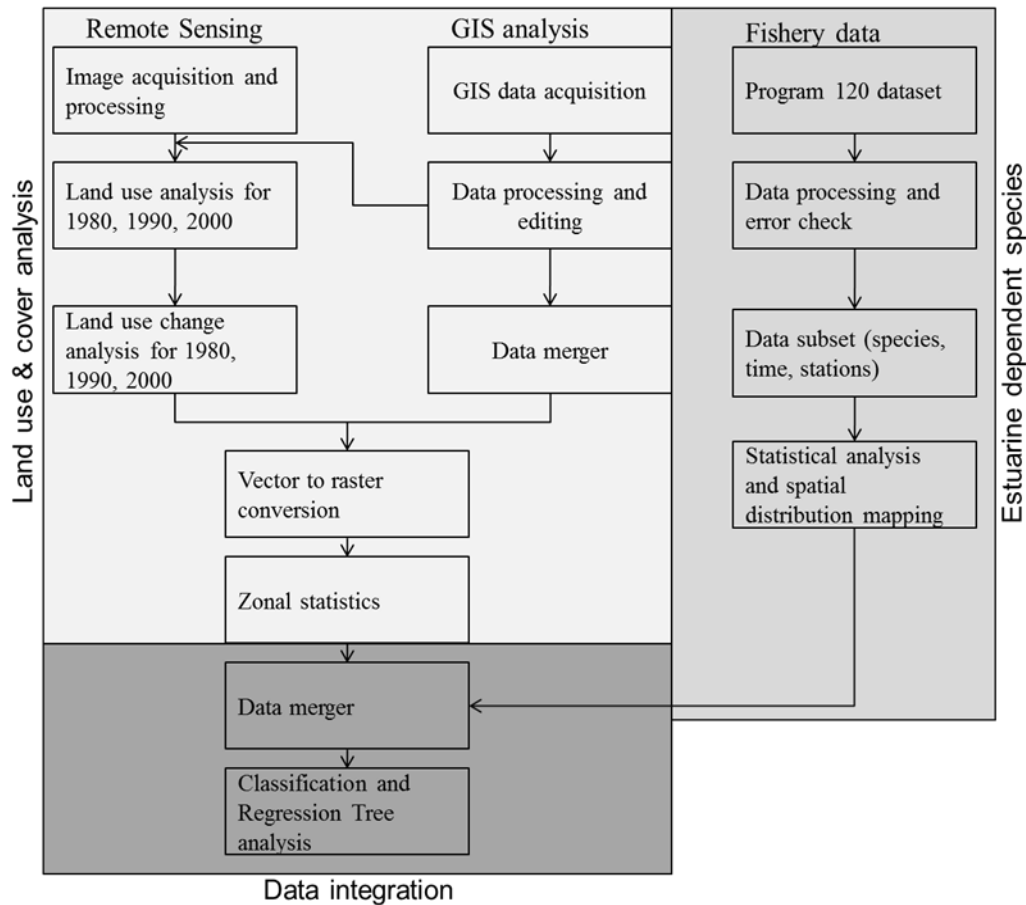 Remote Sensing
Image acquisition and
processing
Land use analysis for
1980, 1990, 2000
Land use change
analysis for 1980,
1990, 2000
GIS analysis
GIS data acquisition
Data processing and
editing
Data merger
Vector to raster
conversion
Zonal statistics
Land use & cover analysis
Fishery data
Program 120 dataset
Data processing and
error check
Data subset (species,
time, stations)
Statistical analysis
and spatial
distribution mapping
Estuarine dependent species
Data merger
Classification and
Regression Tree
analysis
Data integration